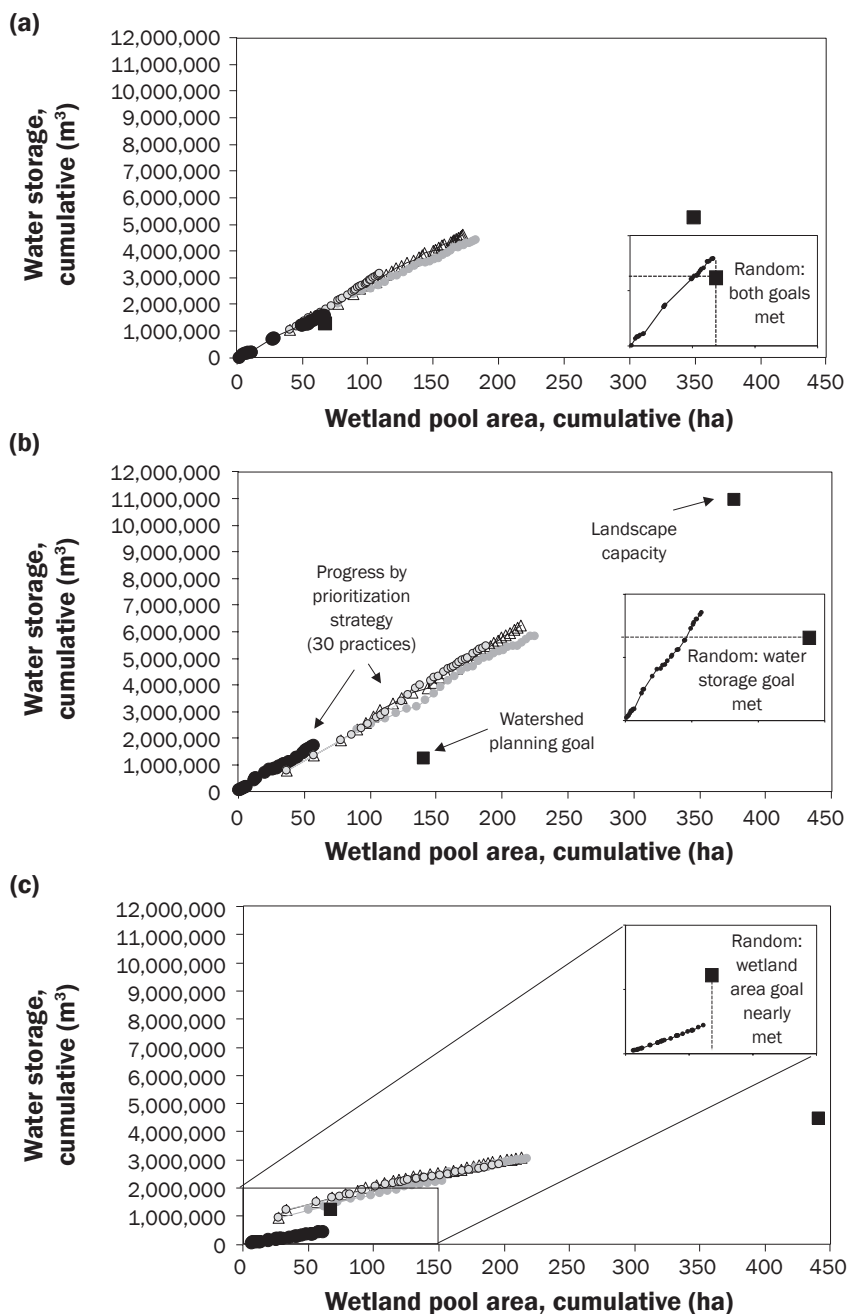 (a)
Water storage,
cumulative (m³)
12,000,000
11,000,000
10,000,000
9,000,000
8,000,000
7,000,000
6,000,000
5,000,000
4,000,000
3,000,000
2,000,000
1,000,000
0
Random:
both goals
met
0 50 100 150 200 250 300 350 400 450
Wetland pool area, cumulative (ha)
(b)
Water storage,
cumulative (m³)
12,000,000
11,000,000
10,000,000
9,000,000
8,000,000
7,000,000
6,000,000
5,000,000
4,000,000
3,000,000
2,000,000
1,000,000
0
Landscape
capacity
Progress by
prioritization
strategy
(30 practices)
Random: water
storage goal
met
Watershed
planning goal
0 50 100 150 200 250 300 350 400 450
Wetland pool area, cumulative (ha)
(c)
Water storage,
cumulative (m³)
12,000,000
11,000,000
10,000,000
9,000,000
8,000,000
7,000,000
6,000,000
5,000,000
4,000,000
3,000,000
2,000,000
1,000,000
0
Random:
wetland
area goal
nearly
met
0 50 100 150 200 250 300 350 400 450
Wetland pool area, cumulative (ha)